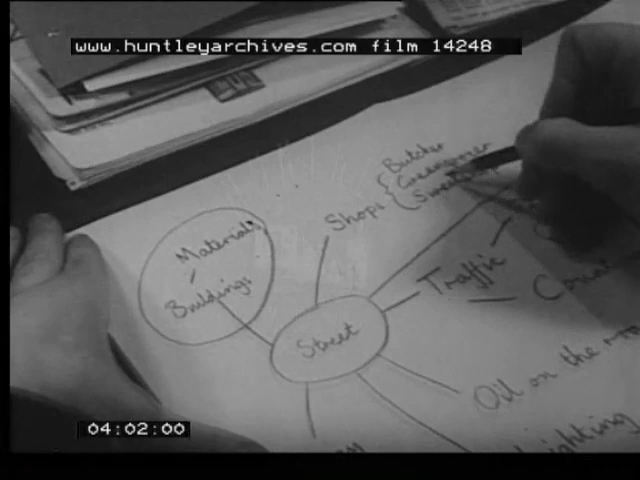 www.huntleyarchives.com film 14248
Butcher
Greengrocer
Shops
Materials
Buildings
Traffic
Street
Oil on the
04:02:00